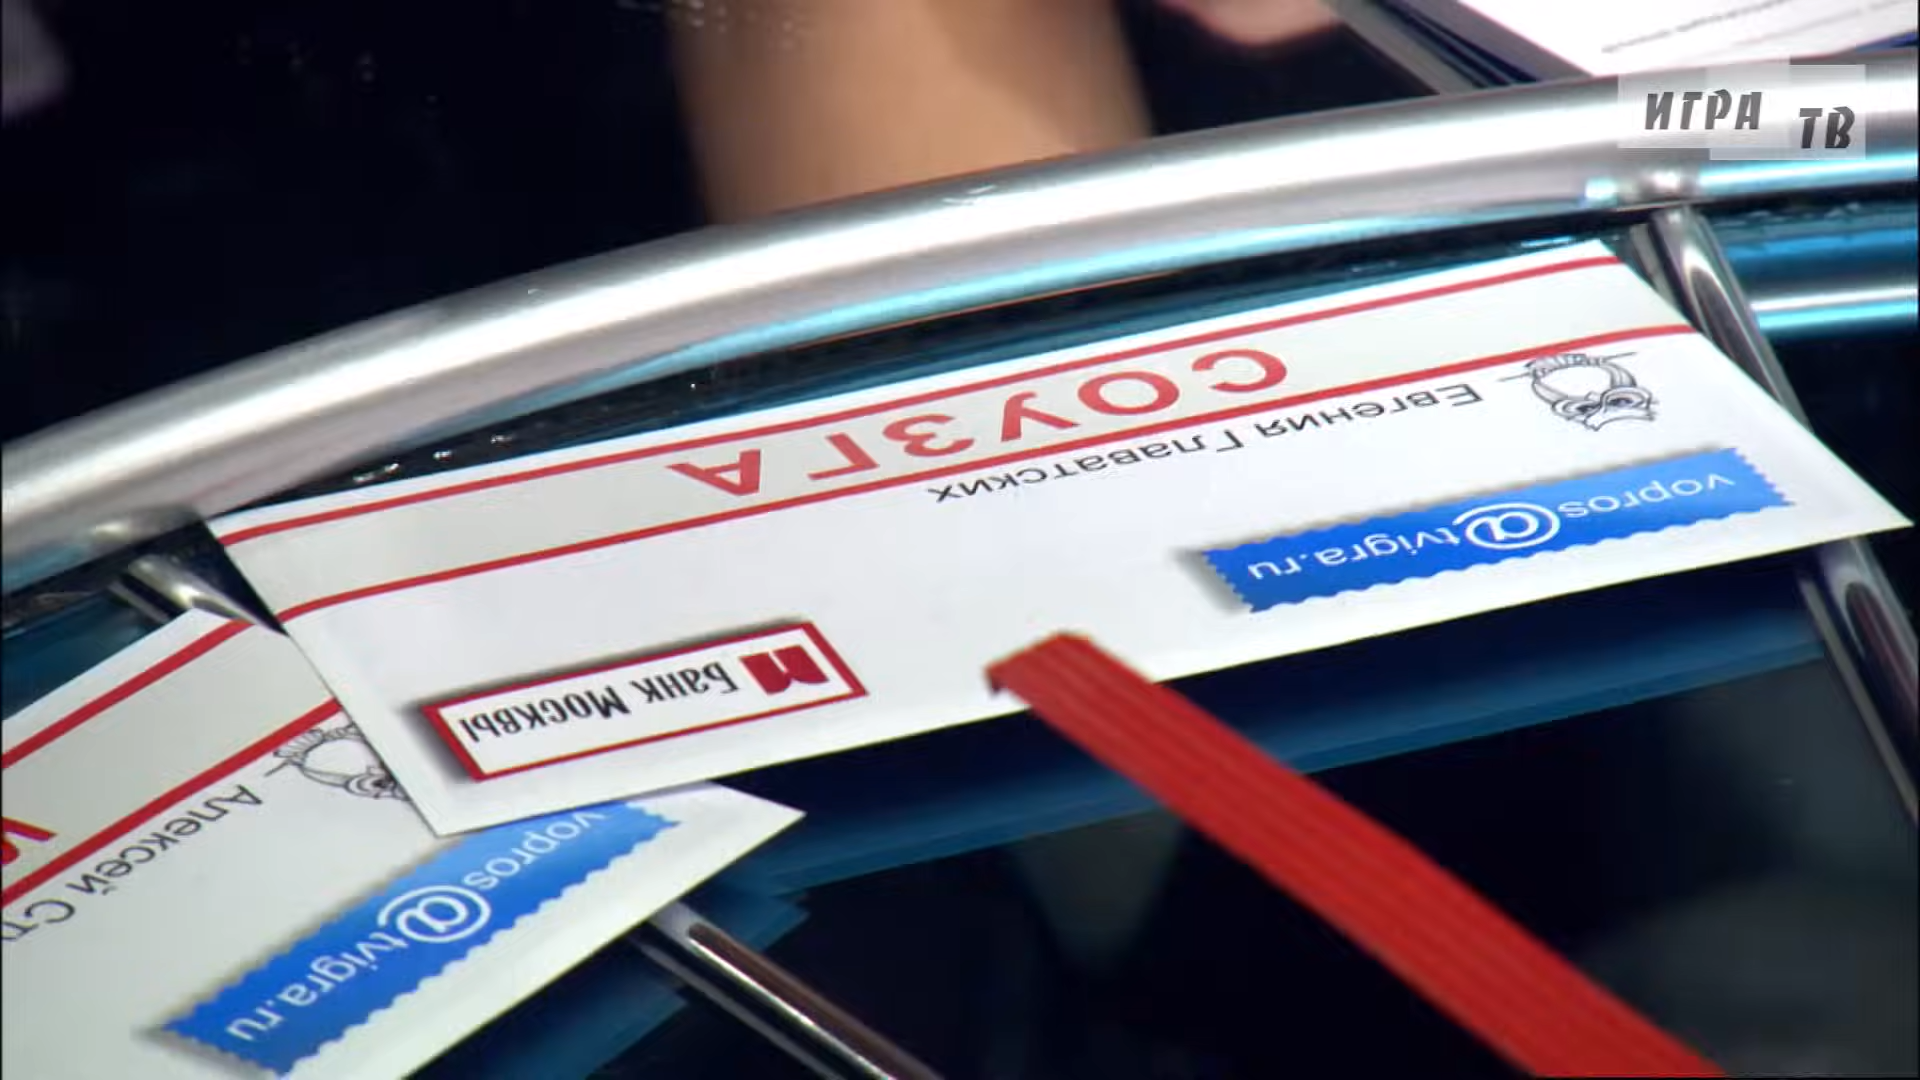 ИГРА ТВ
СОУЗГА
Евгения Главатских
vopros@tvigra.ru
Банк Москвы
Алексей
vopros@tvigra.ru